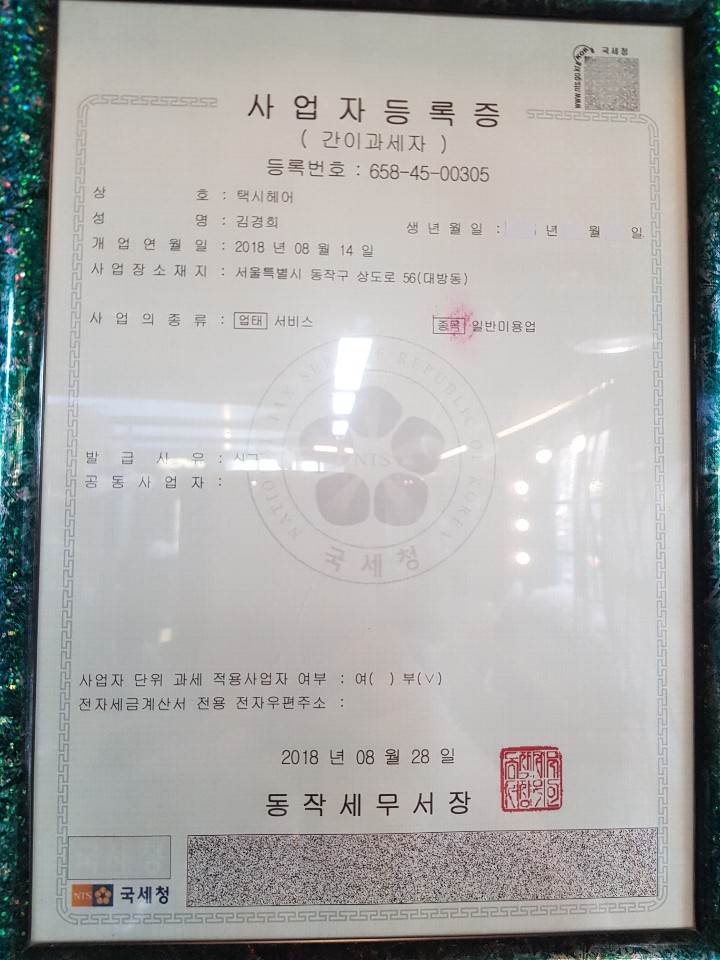 국세청
www.nts.go.kr
사업자등록증
( 간이과세자 )
등록번호 : 658-45-00305
상 호 : 택시헤어
성 명 : 김경희 생년월일 : 년 월 일
개업연월일 : 2018 년 08 월 14 일
사업장소재지 : 서울특별시 동작구 상도로 56(대방동)
사업의종류 : 업태 서비스 종목 일반미용업
NATIONAL TAX SERVICE REPUBLIC OF KOREA
NTS
국세청
발급사유 : 신규
공동사업자 :
사업자 단위 과세 적용사업자 여부 : 여( ) 부(∨)
전자세금계산서 전용 전자우편주소 :
2018 년 08 월 28 일
동작세무서장
NTS 국세청